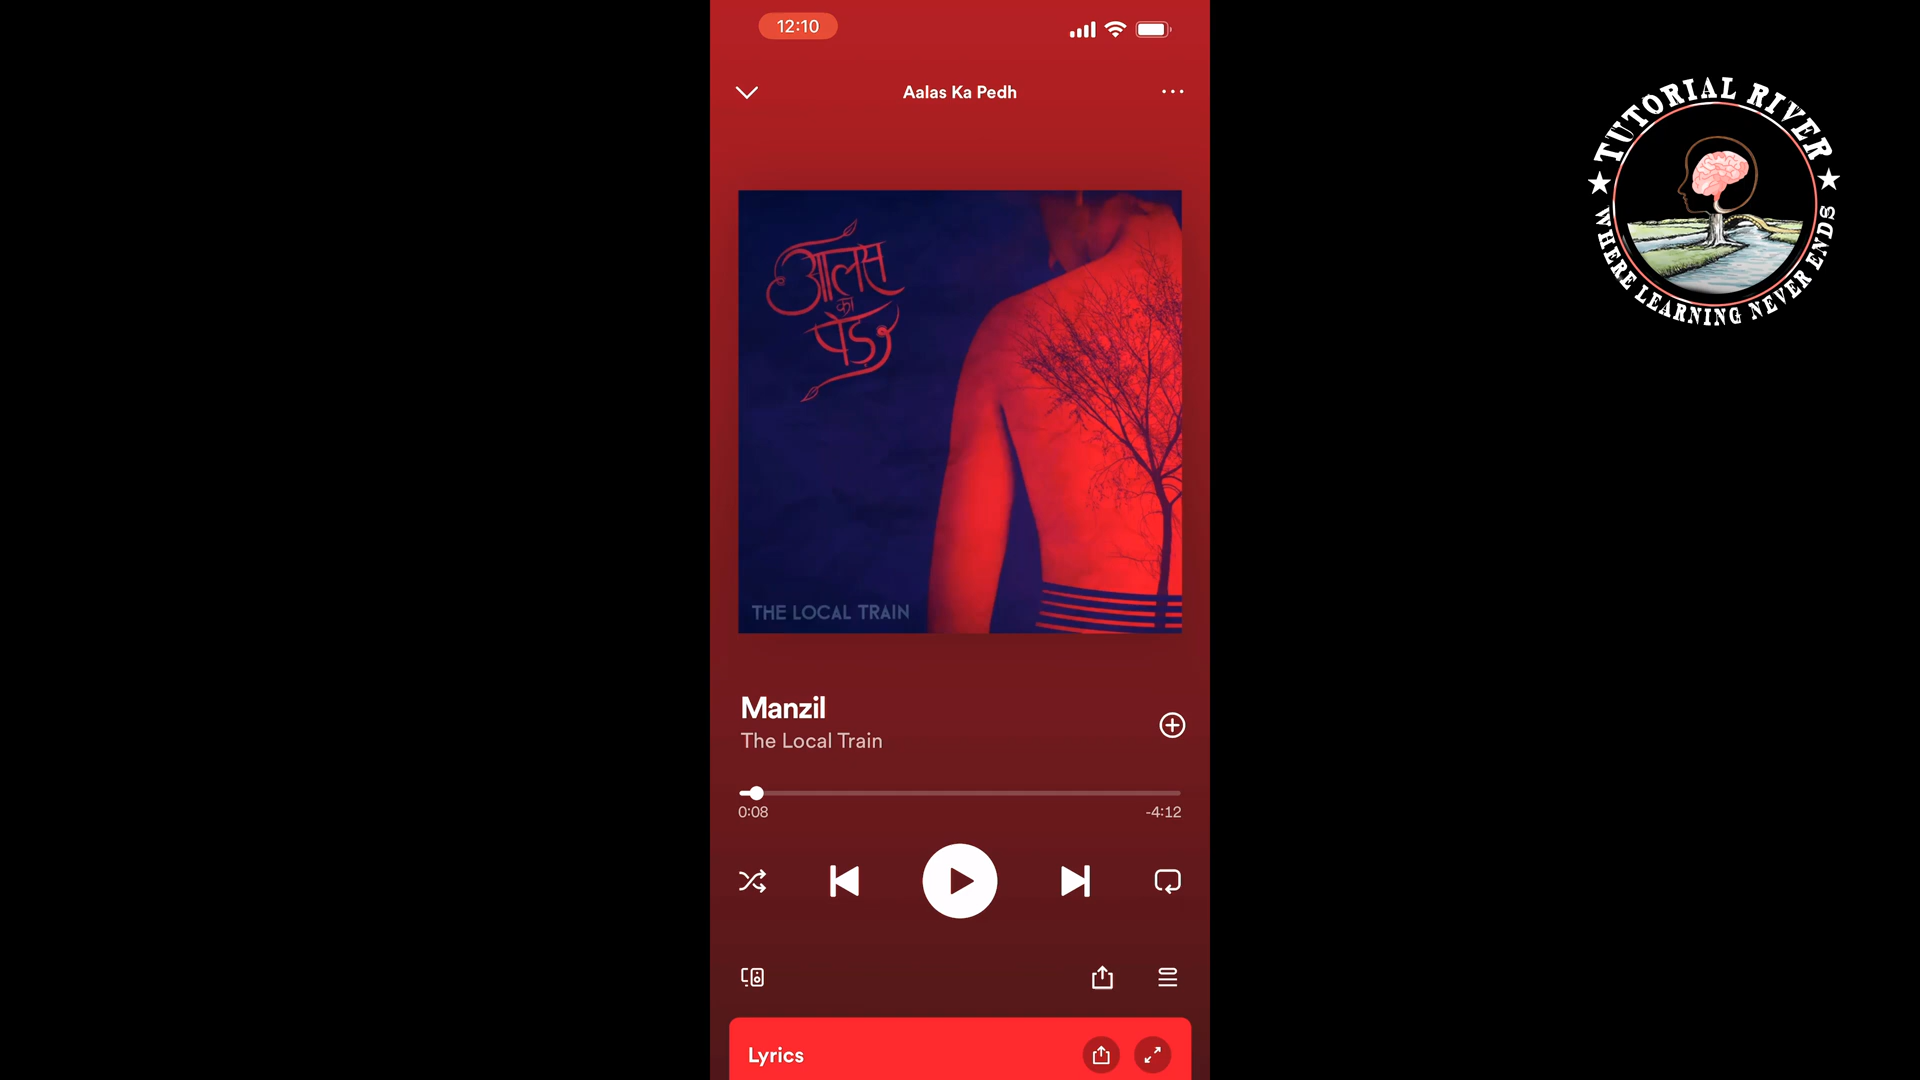 12:10
Aalas Ka Pedh
आलस
का
पेड़
THE LOCAL TRAIN
Manzil
The Local Train
0:08
-4:12
Lyrics
TUTORIAL RIVER
WHERE LEARNING NEVER ENDS